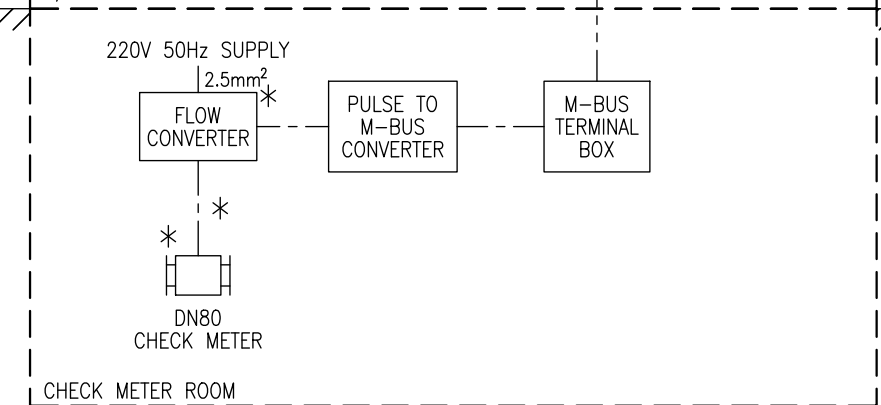 220V 50Hz SUPPLY
2.5mm²
FLOW
CONVERTER
PULSE TO
M-BUS
CONVERTER
M-BUS
TERMINAL
BOX
DN80
CHECK METER
CHECK METER ROOM